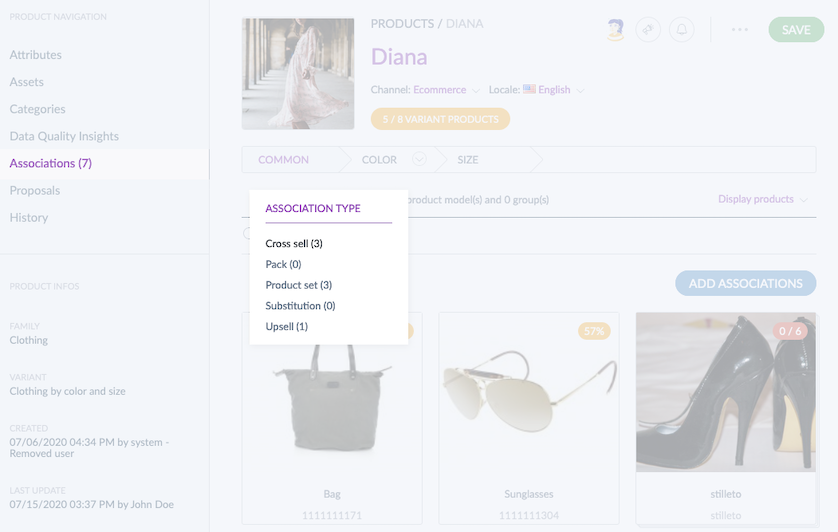 PRODUCT NAVIGATION
Attributes
Assets
Categories
Data Quality Insights
Associations (7)
Proposals
History
PRODUCT INFOS
FAMILY
Clothing
VARIANT
Clothing by color and size
CREATED
07/06/2020 04:34 PM by system -
Removed user
LAST UPDATE
07/15/2020 03:37 PM by John Doe
PRODUCTS / DIANA
SAVE
Diana
Channel: Ecommerce Locale: English
5 / 8 VARIANT PRODUCTS
COMMON COLOR SIZE
product model(s) and 0 group(s)
Display products
ASSOCIATION TYPE
Cross sell (3)
Pack (0)
Product set (3)
Substitution (0)
Upsell (1)
ADD ASSOCIATIONS
57%
0 / 6
Bag
1111111171
Sunglasses
1111111304
stilleto
stilleto